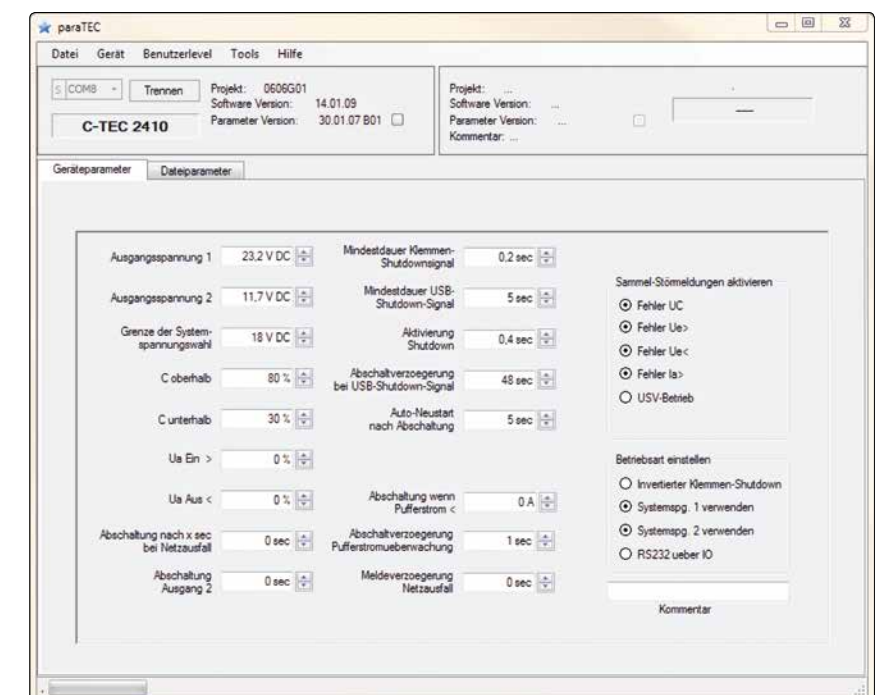 paraTEC
Datei Gerät Benutzerlevel Tools Hilfe
S COM8 Trennen
C-TEC 2410
Projekt: 0606G01
Software Version: 14.01.09
Parameter Version: 30.01.07 B01
Projekt: ...
Software Version: ...
Parameter Version: ...
Kommentar: ...
Geräteparameter Dateiparameter
Ausgangsspannung 1 23,2 V DC
Ausgangsspannung 2 11,7 V DC
Grenze der System-
spannungswahl 18 V DC
C oberhalb 80 %
C unterhalb 30 %
Ua Ein > 0 %
Ua Aus < 0 %
Abschaltung nach x sec
bei Netzausfall 0 sec
Abschaltung
Ausgang 2 0 sec
Mindestdauer Klemmen-
Shutdownsignal 0,2 sec
Mindestdauer USB-
Shutdown-Signal 5 sec
Aktivierung
Shutdown 0,4 sec
Abschaltverzoegerung
bei USB-Shutdown-Signal 48 sec
Auto-Neustart
nach Abschaltung 5 sec
Abschaltung wenn
Pufferstrom < 0 A
Abschaltverzoegerung
Pufferstromueberwachung 1 sec
Meldeverzoegerung
Netzausfall 0 sec
Sammel-Störmeldungen aktivieren
Fehler UC
Fehler Ue>
Fehler Ue<
Fehler Ia>
USV-Betrieb
Betriebsart einstellen
Invertierter Klemmen-Shutdown
Systemspg. 1 verwenden
Systemspg. 2 verwenden
RS232 ueber IO
Kommentar